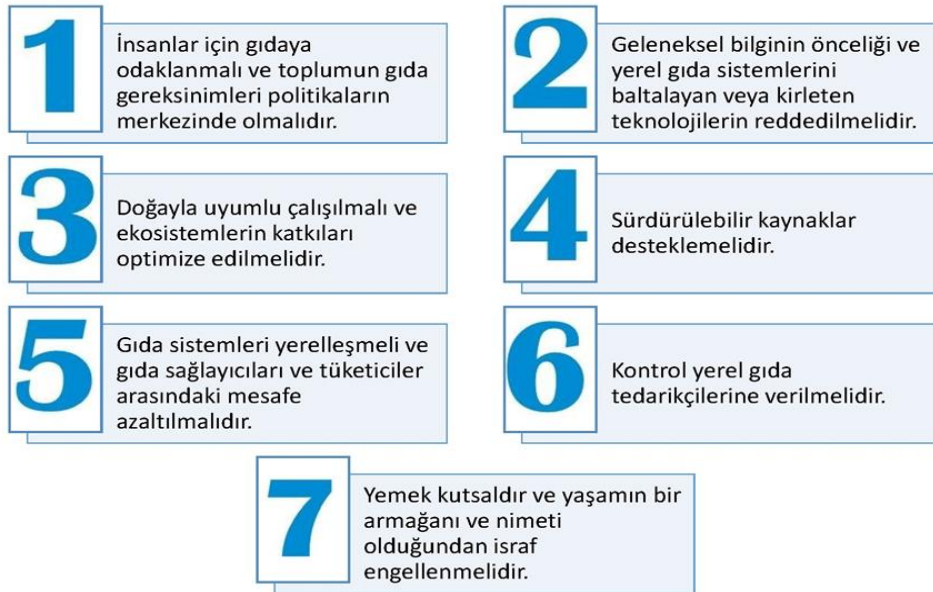 1
İnsanlar için gıdaya
odaklanmalı ve toplumun gıda
gereksinimleri politikaların
merkezinde olmalıdır.
2
Geleneksel bilginin önceliği ve
yerel gıda sistemlerini
baltalayan veya kirleten
teknolojilerin reddedilmelidir.
3
Doğayla uyumlu çalışılmalı ve
ekosistemlerin katkıları
optimize edilmelidir.
4
Sürdürülebilir kaynaklar
desteklemelidir.
5
Gıda sistemleri yerelleşmeli ve
gıda sağlayıcıları ve tüketiciler
arasındaki mesafe
azaltılmalıdır.
6
Kontrol yerel gıda
tedarikçilerine verilmelidir.
7
Yemek kutsaldır ve yaşamın bir
armağanı ve nimeti
olduğundan israf
engellenmelidir.